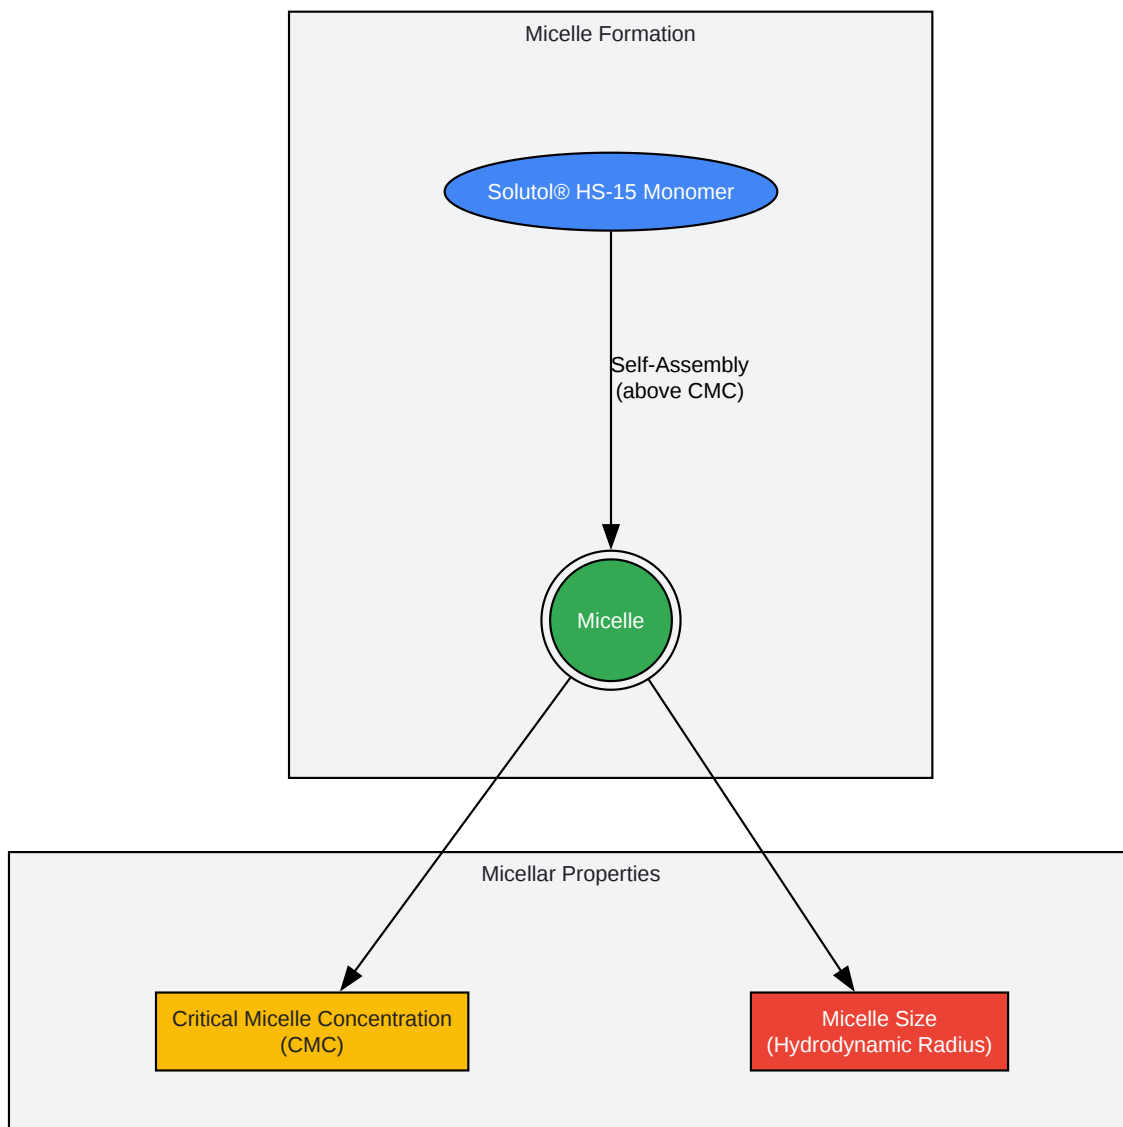 Micelle Formation
Solutol® HS-15 Monomer
Self-Assembly
(above CMC)
Micelle
Micellar Properties
Critical Micelle Concentration
(CMC)
Micelle Size
(Hydrodynamic Radius)